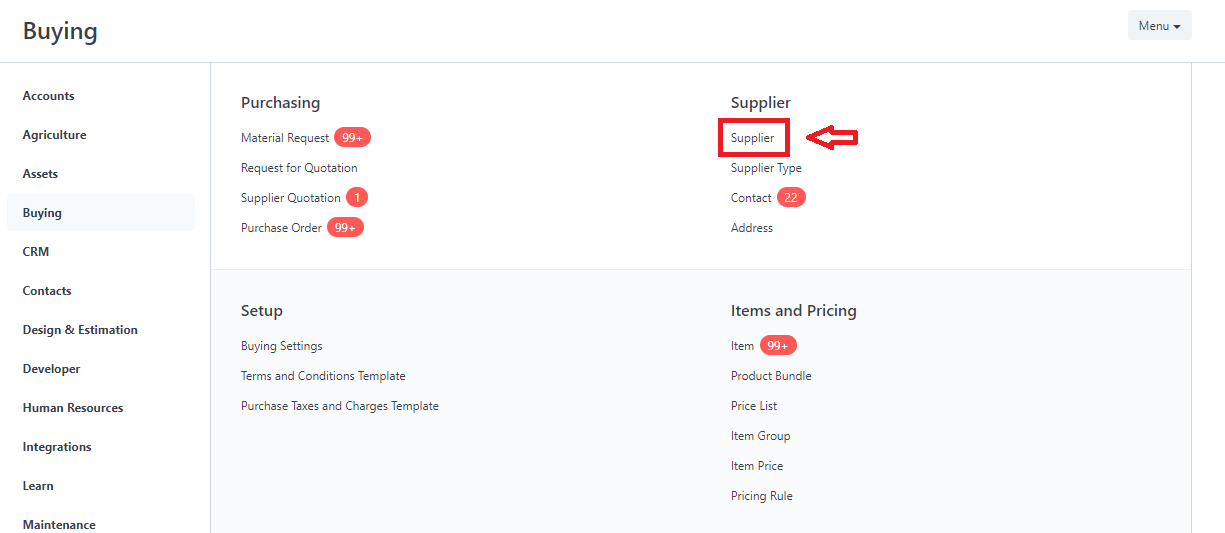 Buying
Menu
Accounts
Agriculture
Assets
Buying
CRM
Contacts
Design & Estimation
Developer
Human Resources
Integrations
Learn
Maintenance
Purchasing
Material Request 99+
Request for Quotation
Supplier Quotation 1
Purchase Order 99+
Supplier
Supplier
Supplier Type
Contact 22
Address
Setup
Buying Settings
Terms and Conditions Template
Purchase Taxes and Charges Template
Items and Pricing
Item 99+
Product Bundle
Price List
Item Group
Item Price
Pricing Rule